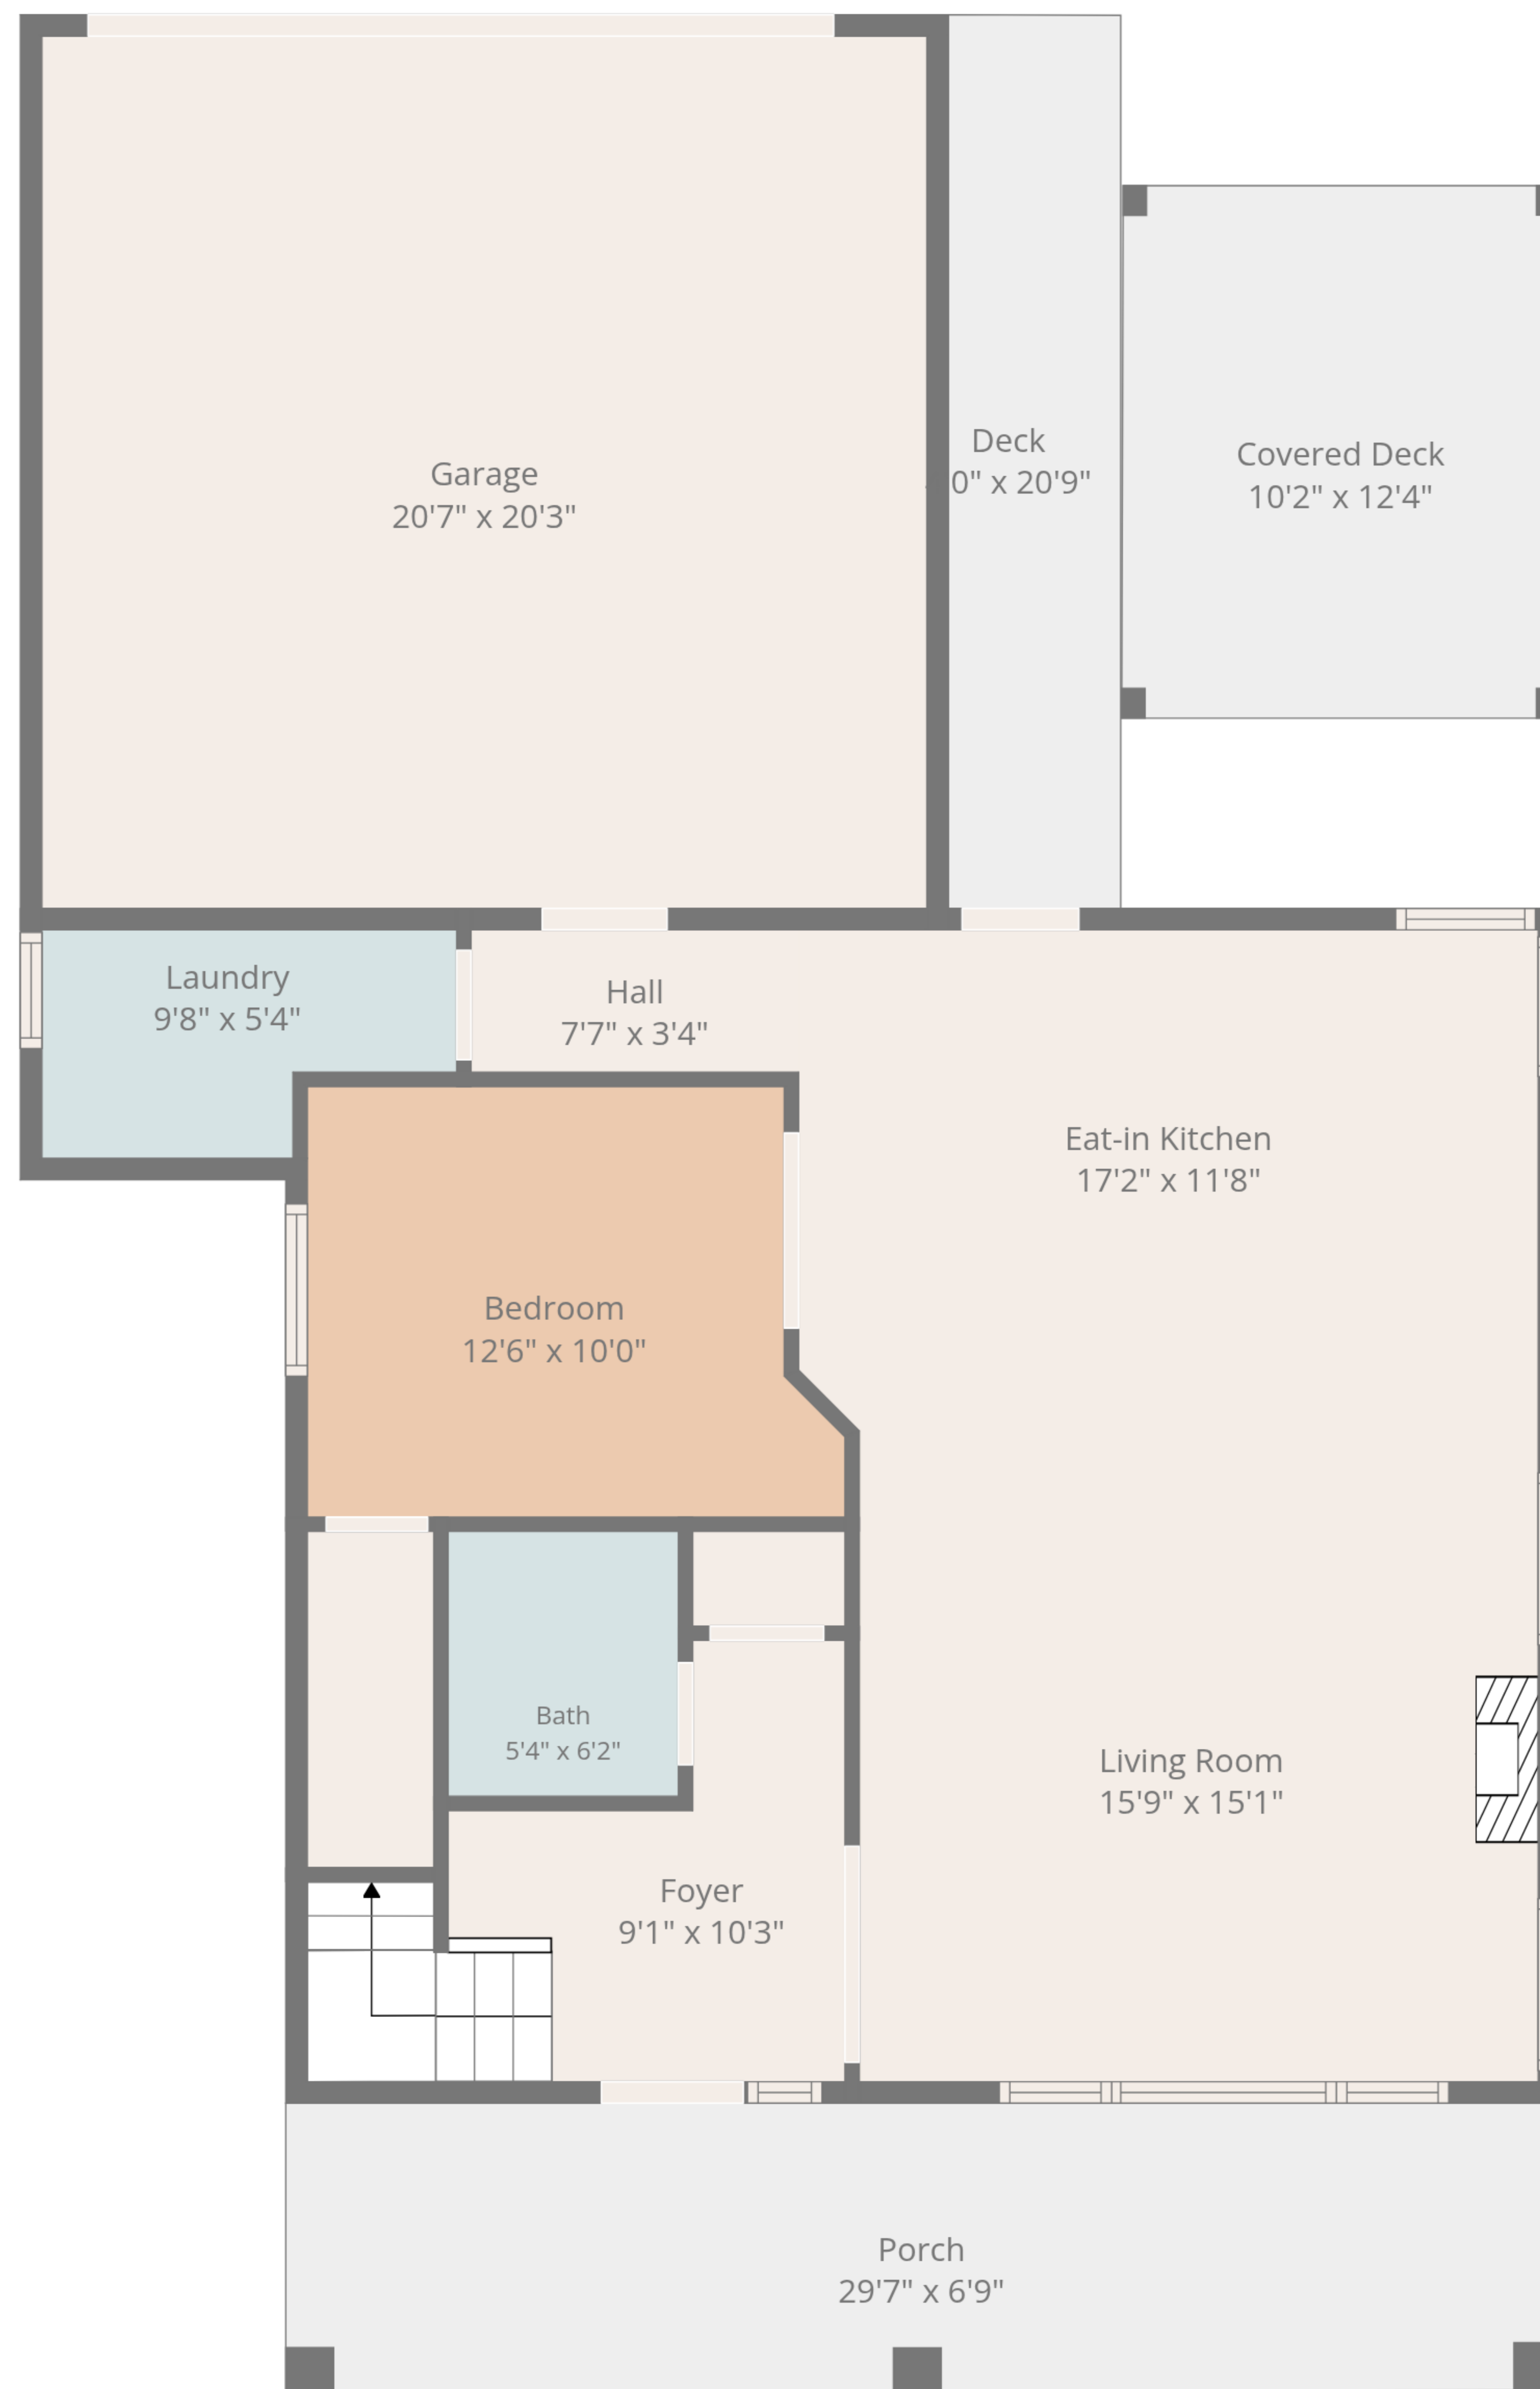 Deck
0" x 20'9"
Covered Deck
10'2" x 12'4"
Garage
20'7" x 20'3"
Laundry
9'8" x 5'4"
Hall
7'7" x 3'4"
Eat-in Kitchen
17'2" x 11'8"
Bedroom
12'6" x 10'0"
Bath
5'4" x 6'2"
Living Room
15'9" x 15'1"
Foyer
9'1" x 10'3"
Porch
29'7" x 6'9"